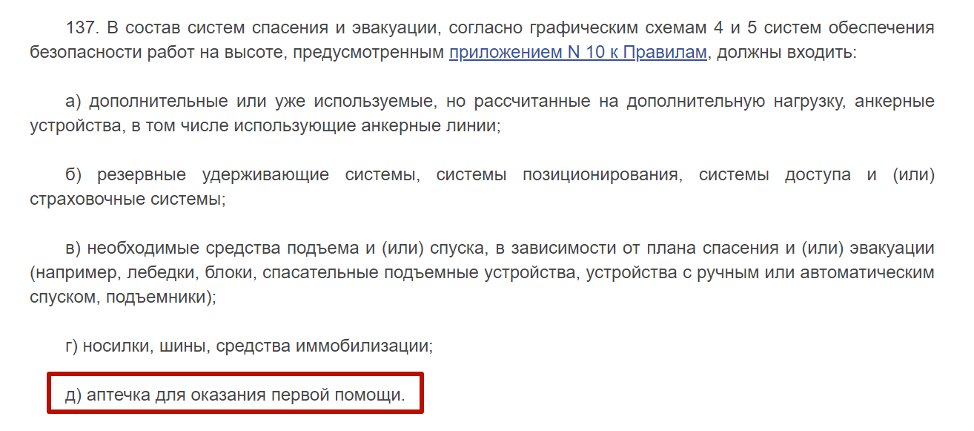 137. В состав систем спасения и эвакуации, согласно графическим схемам 4 и 5 систем обеспечения
безопасности работ на высоте, предусмотренным приложением N 10 к Правилам, должны входить:
а) дополнительные или уже используемые, но рассчитанные на дополнительную нагрузку, анкерные
устройства, в том числе использующие анкерные линии;
б) резервные удерживающие системы, системы позиционирования, системы доступа и (или)
страховочные системы;
в) необходимые средства подъема и (или) спуска, в зависимости от плана спасения и (или) эвакуации
(например, лебедки, блоки, спасательные подъемные устройства, устройства с ручным или автоматическим
спуском, подъемники);
г) носилки, шины, средства иммобилизации;
д) аптечка для оказания первой помощи.